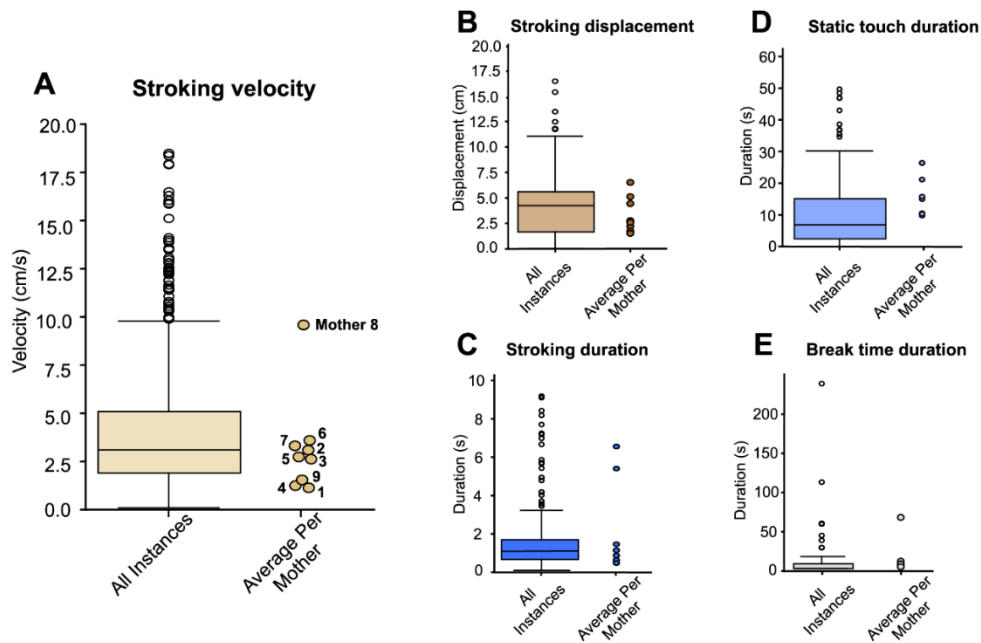 A
Stroking velocity
Velocity (cm/s)
20.0
17.5
15.0
12.5
10.0
7.5
5.0
2.5
0.0
Mother 8
7
6
2
5
3
9
4
1
All Instances
Average Per
Mother
B
Stroking displacement
Displacement (cm)
20.0
17.5
15.0
12.5
10.0
7.5
5.0
2.5
0.0
All
Instances
Average Per
Mother
C
Stroking duration
Duration (s)
10
8
6
4
2
0
All
Instances
Average Per
Mother
D
Static touch duration
Duration (s)
60
50
40
30
20
10
0
All
Instances
Average Per
Mother
E
Break time duration
Duration (s)
200
150
100
50
0
All
Instances
Average Per
Mother